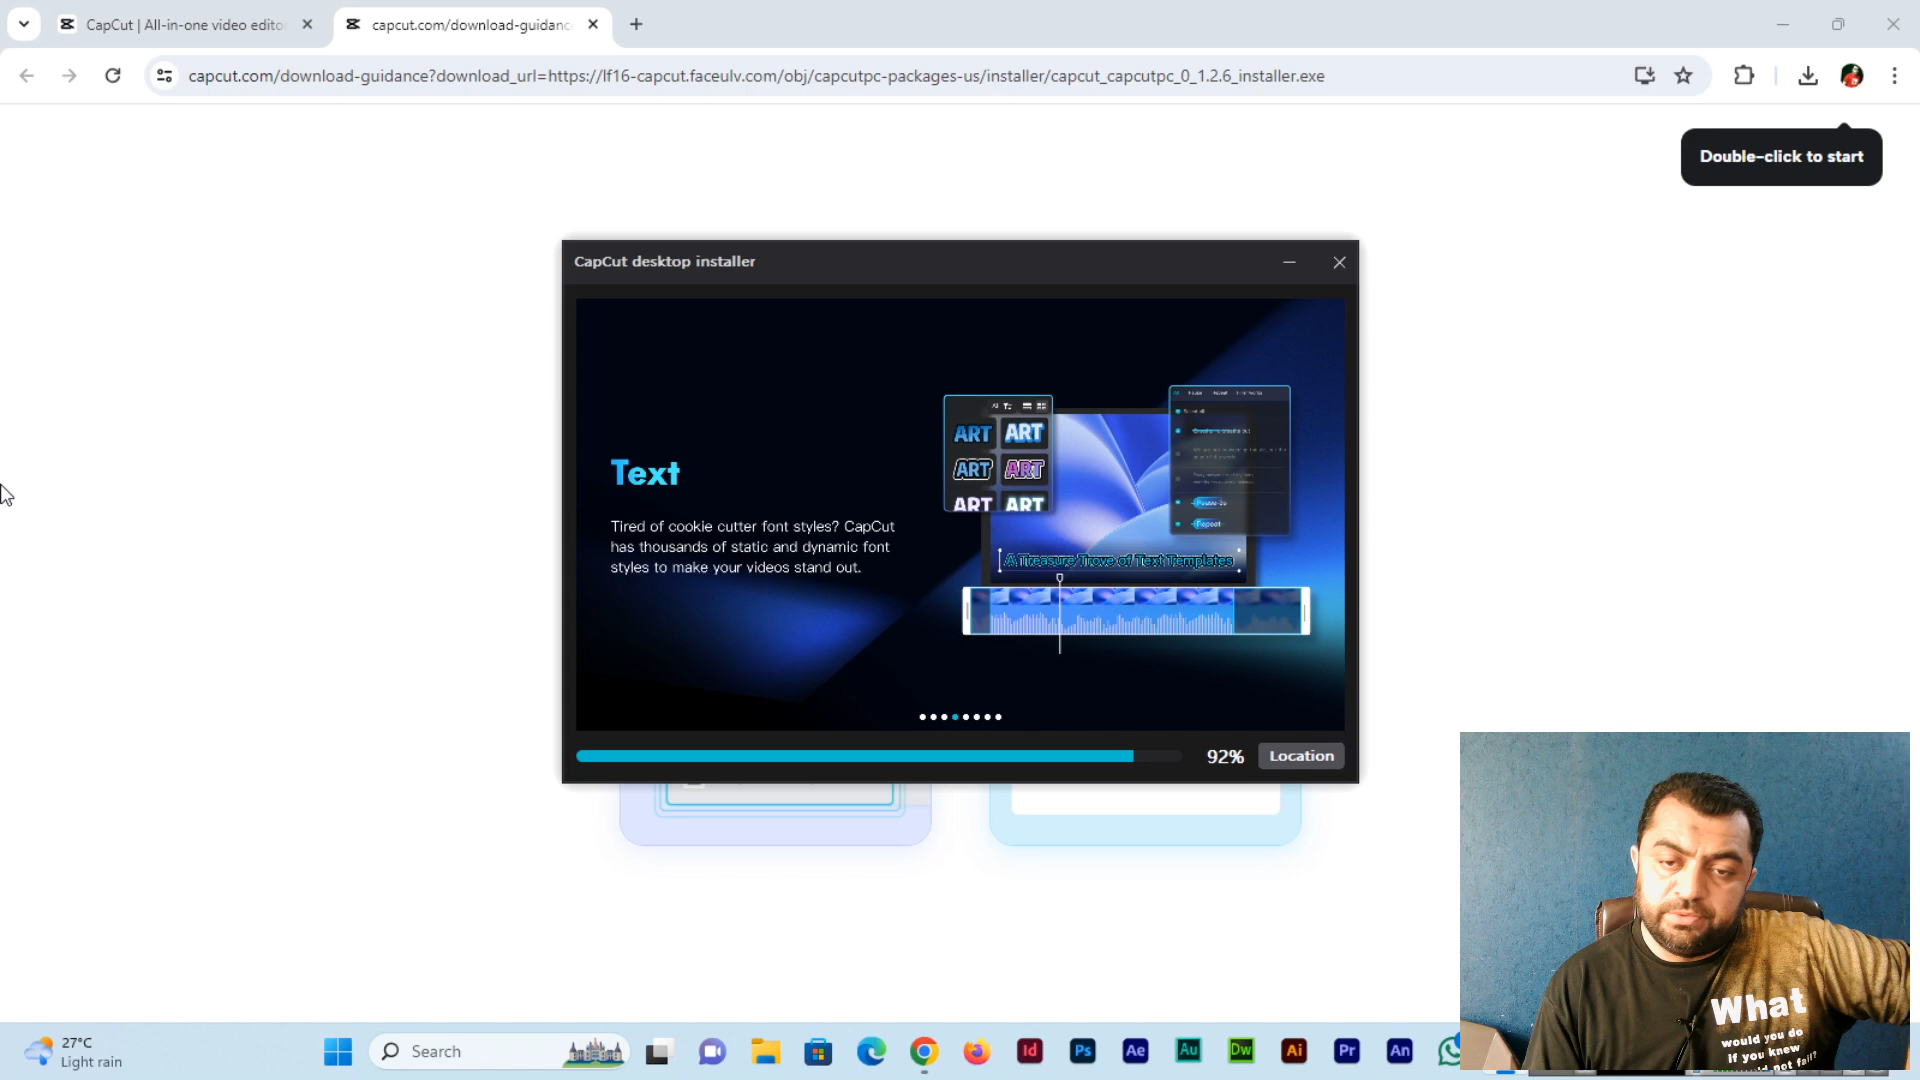 CapCut | All-in-one video edito
capcut.com/download-guidanc
capcut.com/download-guidance?download_url=https://lf16-capcut.faceulv.com/obj/capcutpc-packages-us/installer/capcut_capcutpc_0_1.2.6_installer.exe
Double-click to start
CapCut desktop installer
Text
Tired of cookie cutter font styles? CapCut
has thousands of static and dynamic font
styles to make your videos stand out.
ART ART
ART ART
ART ART
Repeat
A Treasure Trove of Text Templates
92%
Location
What
would you do
if you knew
not fail?
27°C
Light rain
Search
Id
Ps
Ae
Au
Dw
Ai
Pr
An